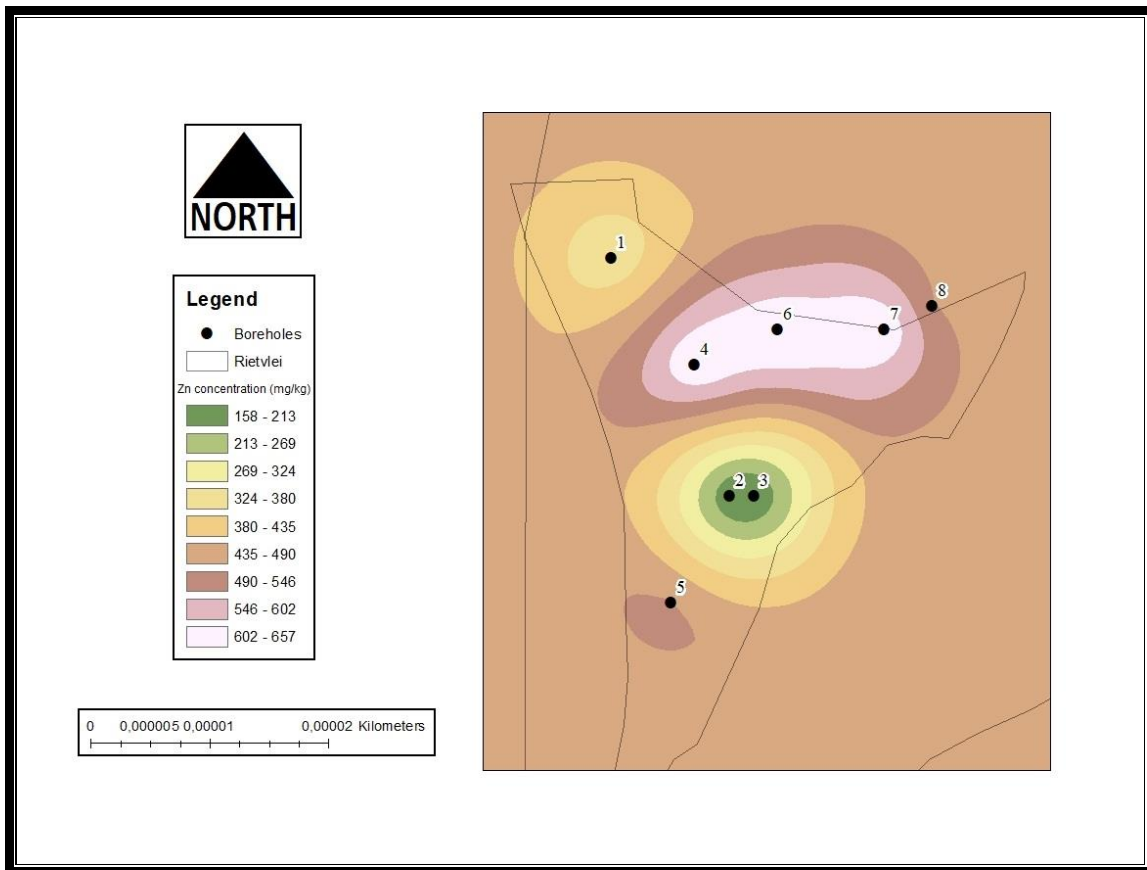 NORTH
Legend
Boreholes
Rietvlei
Zn concentration (mg/kg)
158 - 213
213 - 269
269 - 324
324 - 380
380 - 435
435 - 490
490 - 546
546 - 602
602 - 657
0 0,000005 0,00001 0,00002 Kilometers
1
8
6 7
4
2 3
5